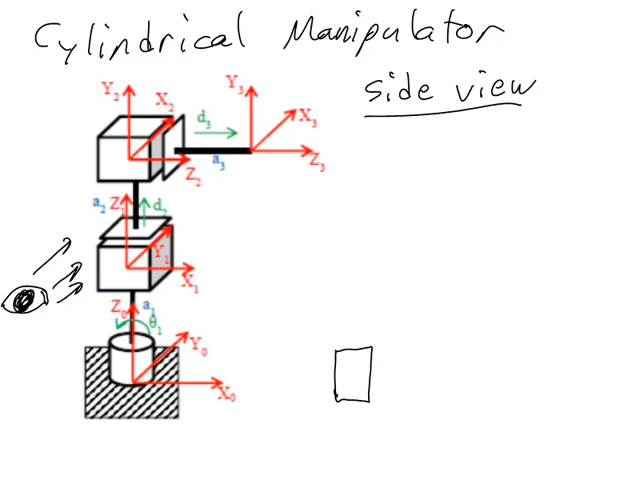 Cylindrical Manipulator
side view
Y₂
X₂
Y₃
d₃
X₃
Z₂
a₃
Z₃
a₂ Z₁ d₂
Y₁
X₁
Z₀ a₁
θ₁
Y₀
X₀